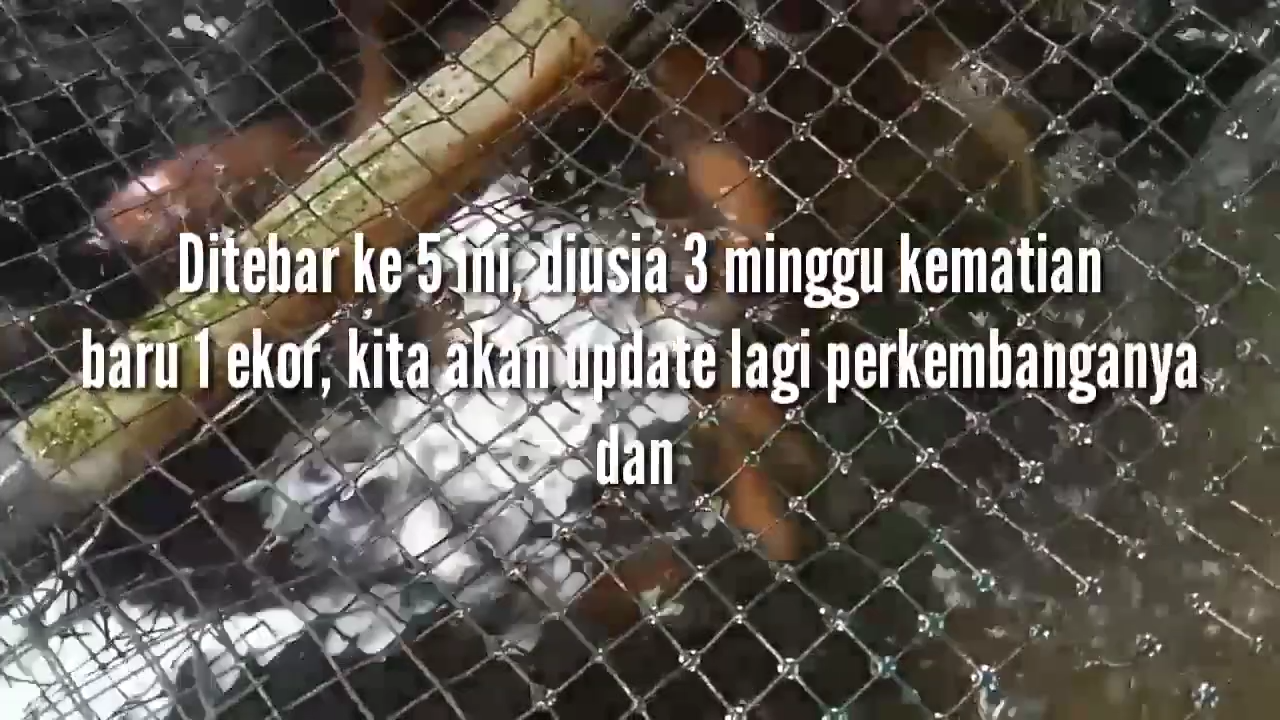 Ditebar ke 5 ini, diusia 3 minggu kematian
baru 1 ekor, kita akan update lagi perkembanganya
dan